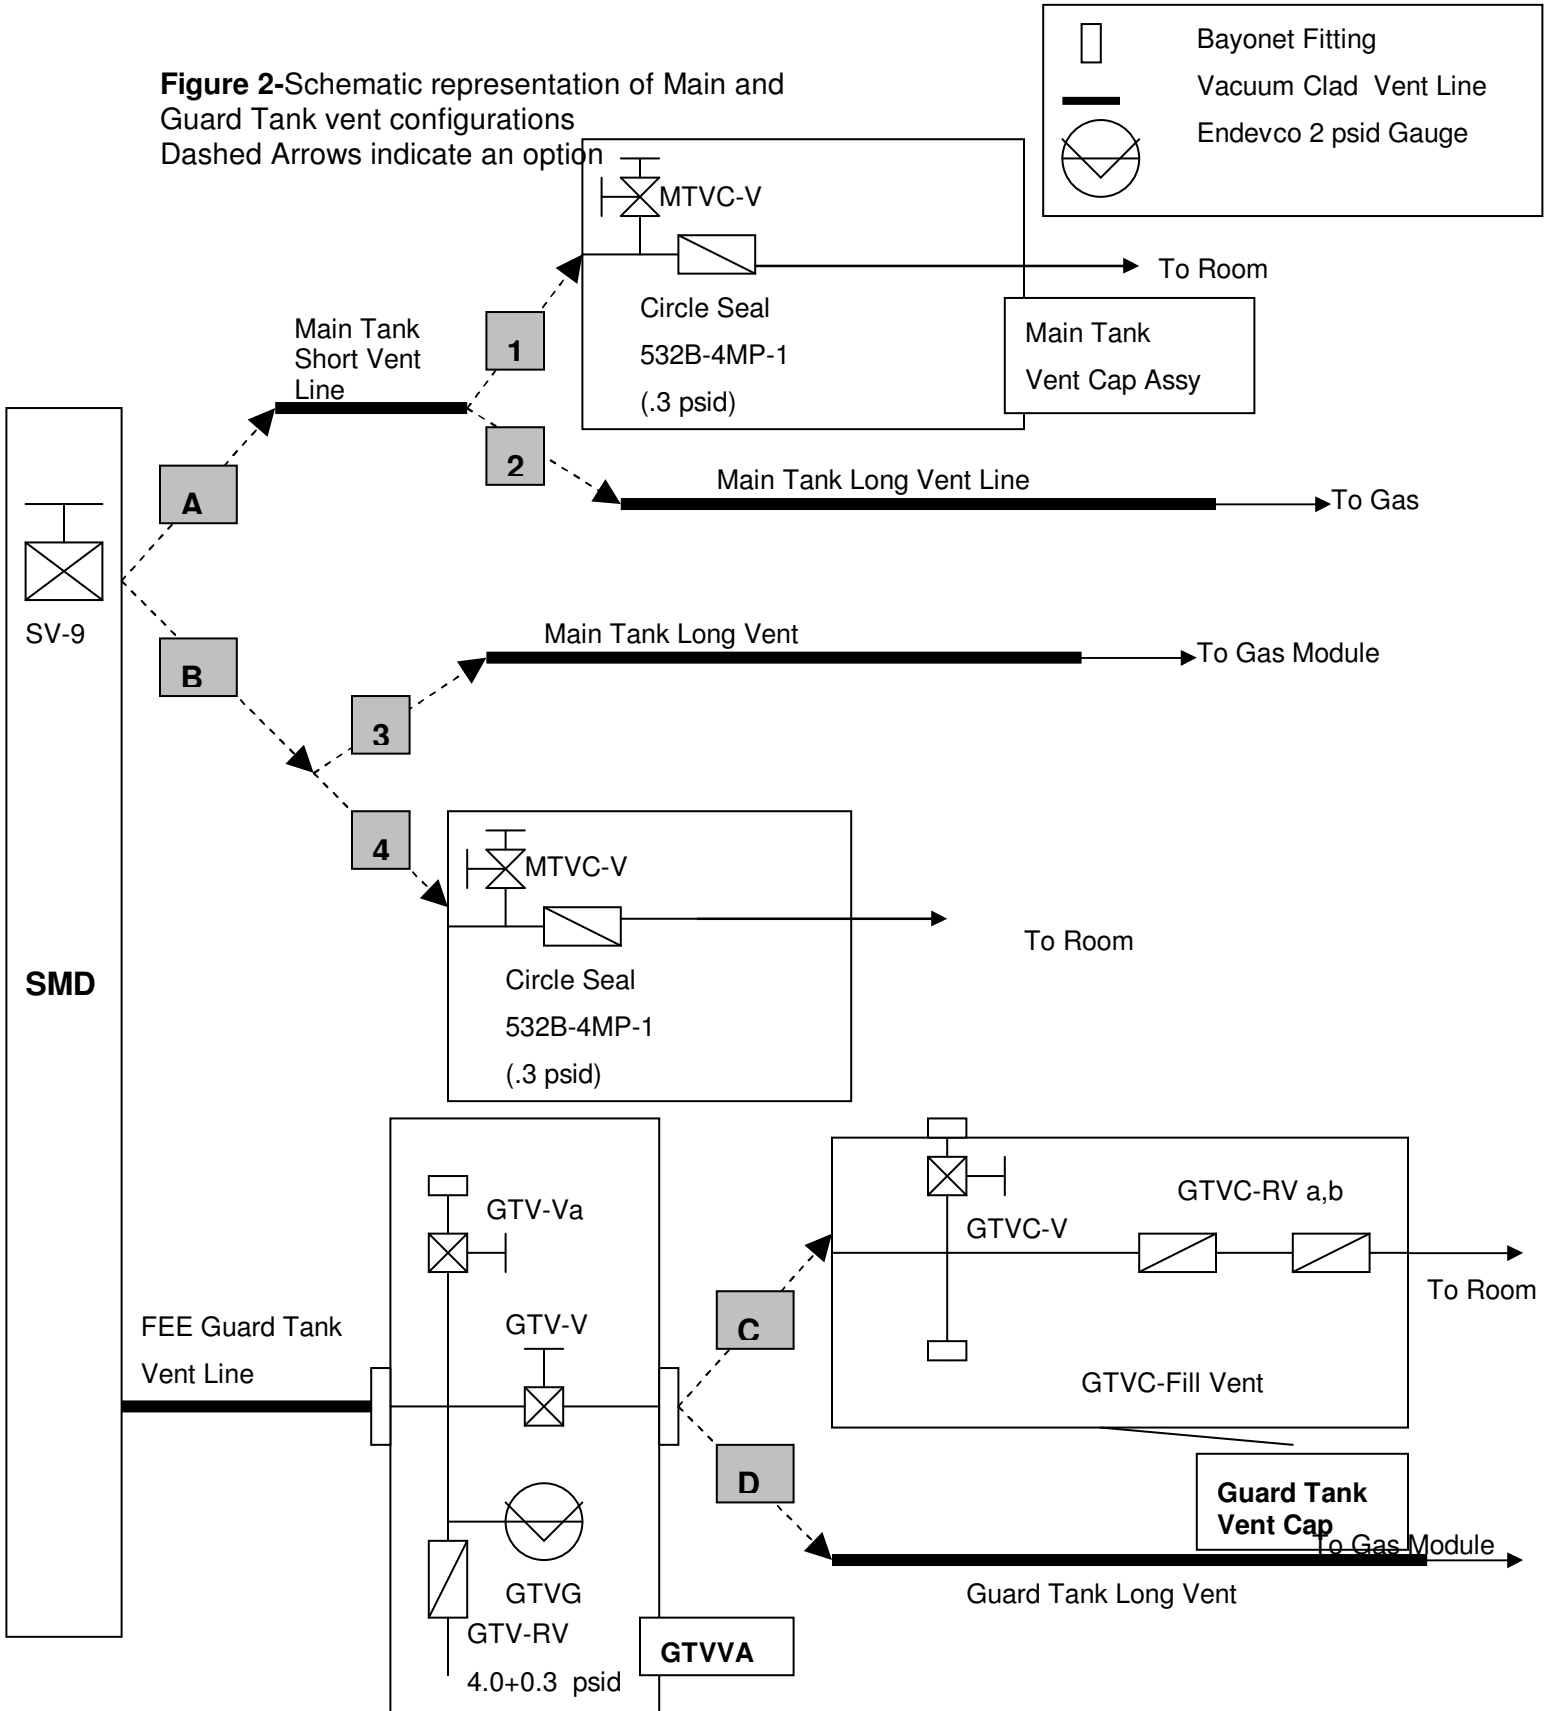 Bayonet Fitting
Vacuum Clad Vent Line
Endevco 2 psid Gauge
Figure 2-Schematic representation of Main and
Guard Tank vent configurations
Dashed Arrows indicate an option
MTVC-V
To Room
Circle Seal
532B-4MP-1
(.3 psid)
Main Tank
Vent Cap Assy
Main Tank
Short Vent
Line
1
2
Main Tank Long Vent Line
To Gas
A
SV-9
B
Main Tank Long Vent
To Gas Module
3
4
MTVC-V
To Room
Circle Seal
532B-4MP-1
(.3 psid)
SMD
GTV-Va
GTVC-RV a,b
GTVC-V
To Room
FEE Guard Tank
Vent Line
GTV-V
C
GTVC-Fill Vent
D
Guard Tank
Vent Cap
To Gas Module
Guard Tank Long Vent
GTVG
GTV-RV
4.0+0.3 psid
GTVVA